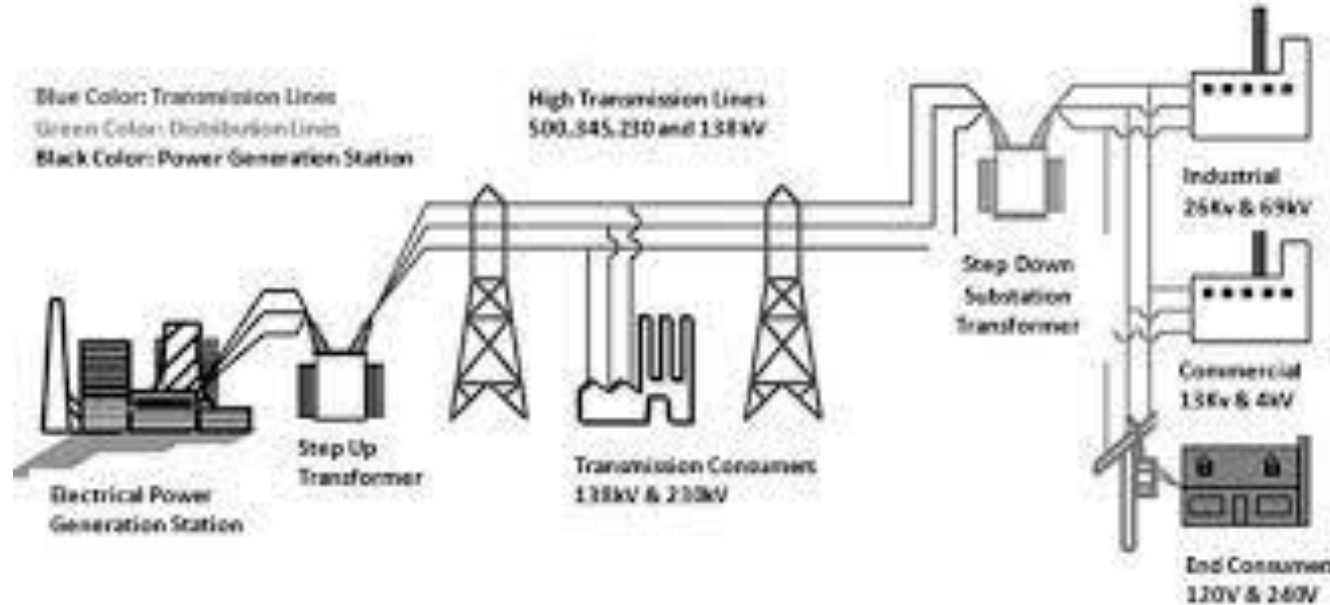 Blue Color: Transmission Lines
Green Color: Distribution Lines
Black Color: Power Generation Station
High Transmission Lines
500,345,230 and 138 kV
Industrial
26Kv & 69kV
Step Down
Substation
Transformer
Commercial
13Kv & 4kV
Step Up
Transformer
Transmission Consumers
138kV & 230kV
Electrical Power
Generation Station
End Consumer
120V & 240V